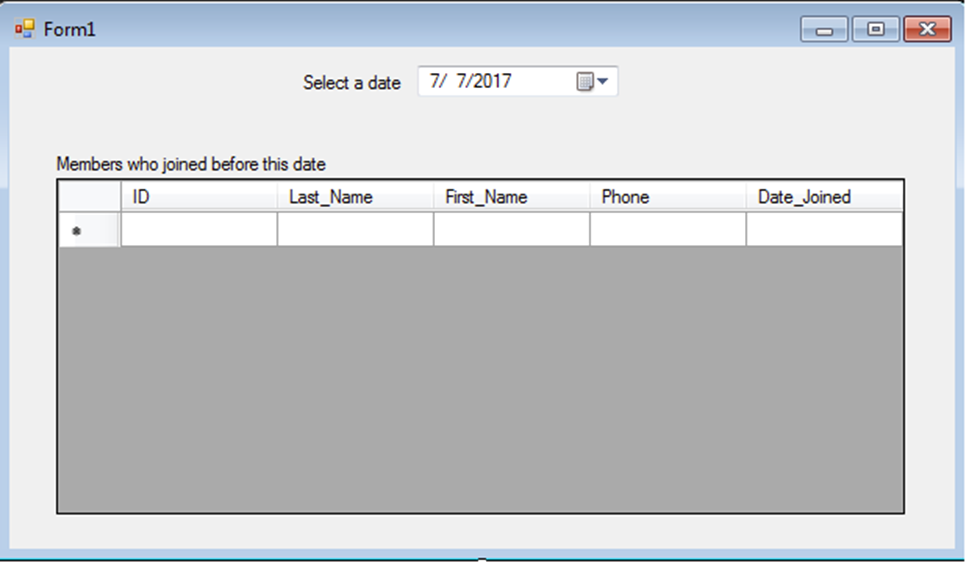 Form1
Select a date 7/ 7/2017
Members who joined before this date
ID Last_Name First_Name Phone Date_Joined